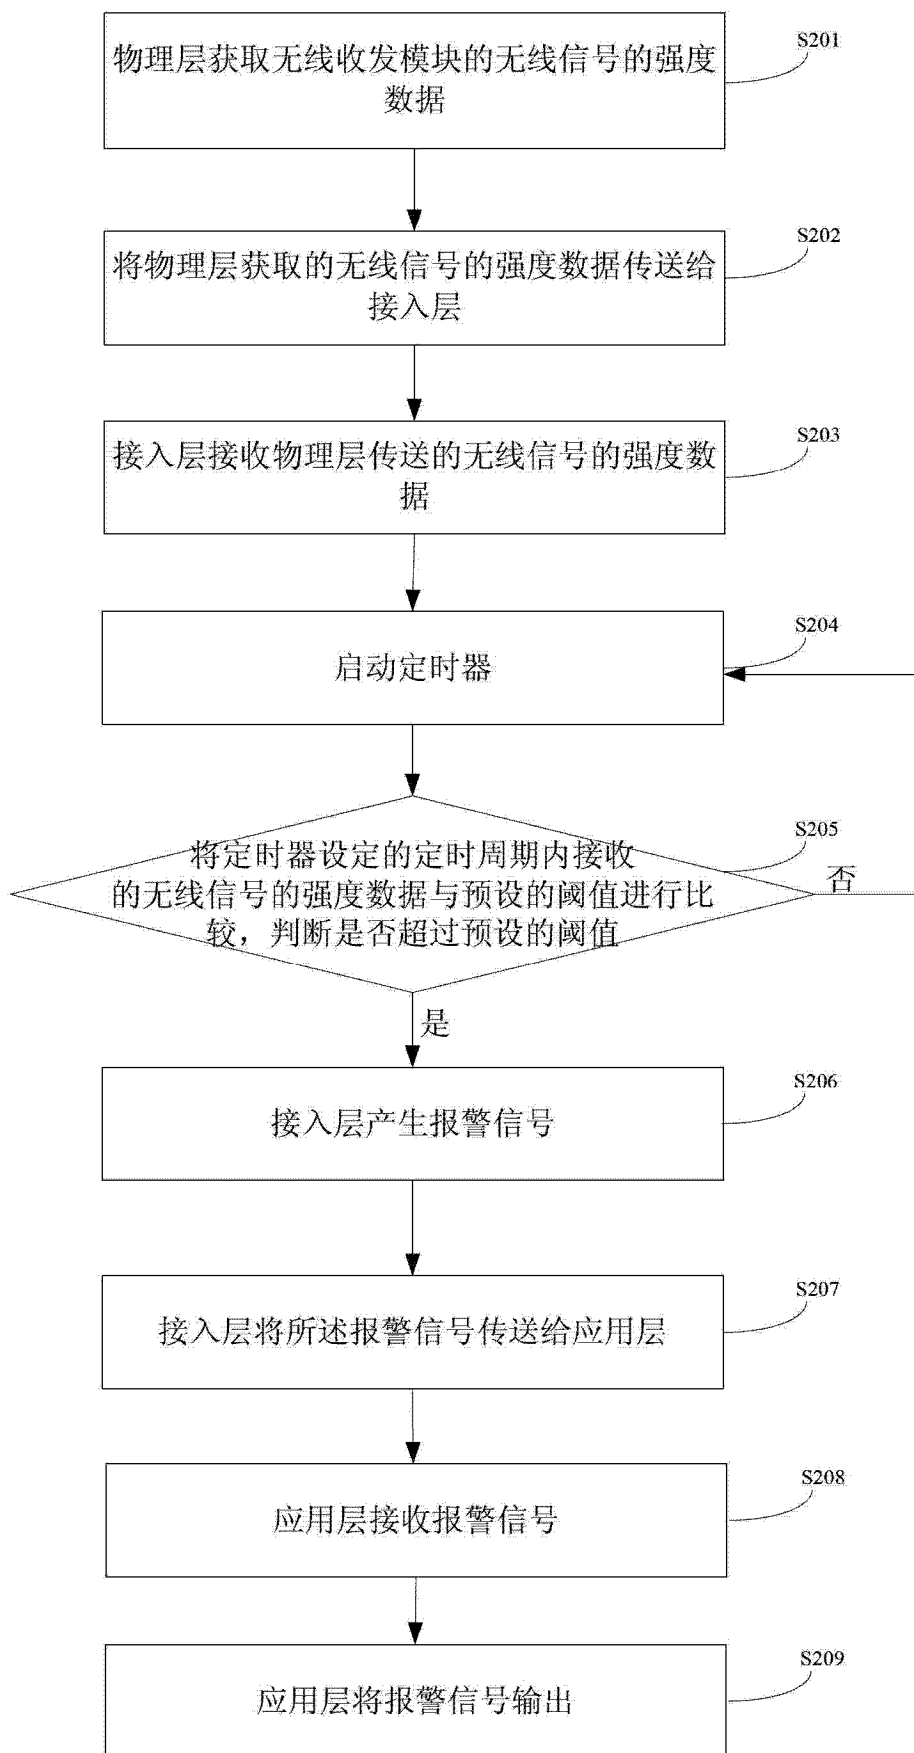 物理层获取无线收发模块的无线信号的强度
数据
S201
将物理层获取的无线信号的强度数据传送给
接入层
S202
接入层接收物理层传送的无线信号的强度数
据
S203
启动定时器
S204
将定时器设定的定时周期内接收
的无线信号的强度数据与预设的阈值进行比
较，判断是否超过预设的阈值
S205
否
是
接入层产生报警信号
S206
接入层将所述报警信号传送给应用层
S207
应用层接收报警信号
S208
应用层将报警信号输出
S209